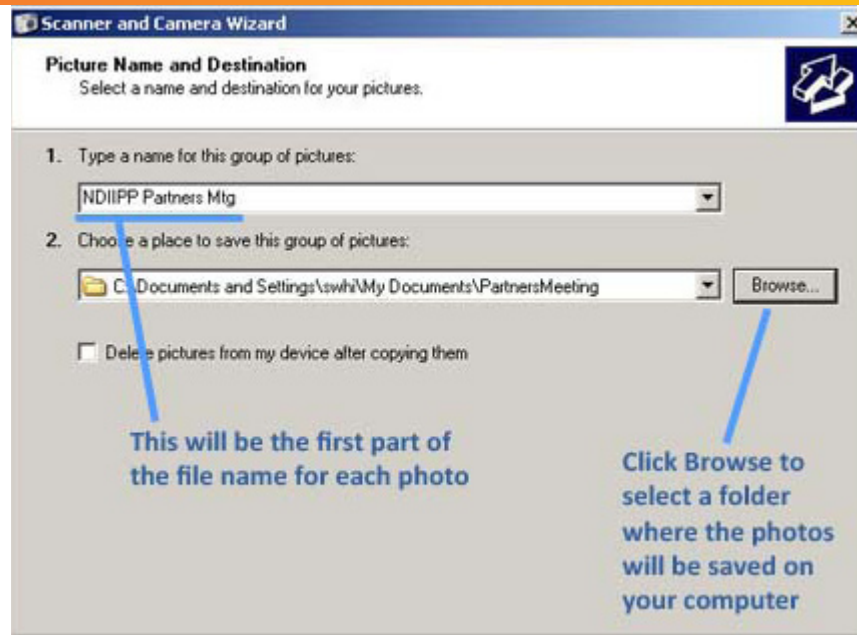 Scanner and Camera Wizard
Picture Name and Destination
Select a name and destination for your pictures.
1. Type a name for this group of pictures:
NDIIPP Partners Mtg
2. Choose a place to save this group of pictures:
C:\Documents and Settings\swhi\My Documents\PartnersMeeting
Browse...
Delete pictures from my device after copying them
This will be the first part of
the file name for each photo
Click Browse to
select a folder
where the photos
will be saved on
your computer